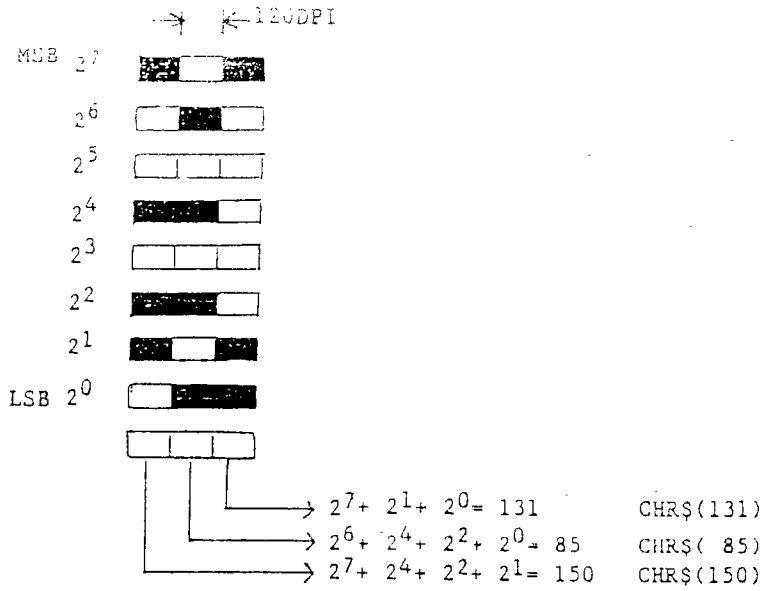 120DPI
MSB 2⁷
2⁶
2⁵
2⁴
2³
2²
2¹
LSB 2⁰
2⁷+ 2¹+ 2⁰= 131 CHR$(131)
2⁶+ 2⁴+ 2²+ 2⁰= 85 CHR$( 85)
2⁷+ 2⁴+ 2²+ 2¹= 150 CHR$(150)